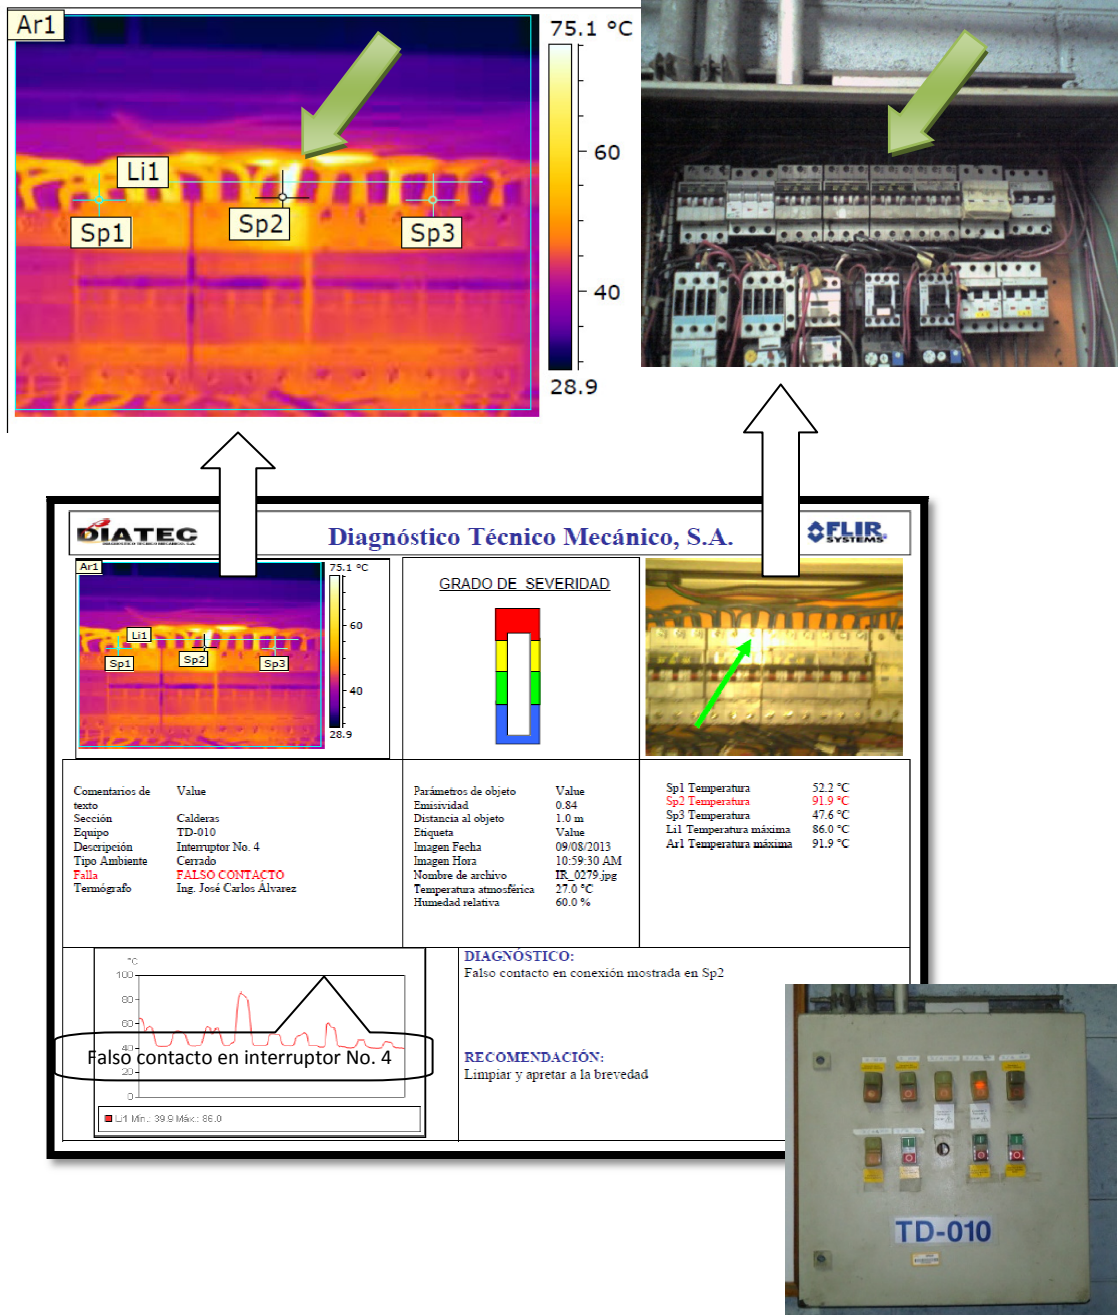 Ar1
75.1 °C
60
40
28.9
Li1
Sp1
Sp2
Sp3
DIATEC
Diagnóstico Técnico Mecánico, S.A.
FLIR
SYSTEMS
Ar1
75.1 °C
60
40
28.9
Li1
Sp1
Sp2
Sp3
GRADO DE SEVERIDAD
Comentarios de texto Value
Sección Calderas
Equipo TD-010
Descripción Interruptor No. 4
Tipo Ambiente Cerrado
Falla FALSO CONTACTO
Termógrafo Ing. José Carlos Álvarez
Parámetros de objeto Value
Emisividad 0.84
Distancia al objeto 1.0 m
Etiqueta Value
Imagen Fecha 09/08/2013
Imagen Hora 10:59:30 AM
Nombre de archivo IR_0279.jpg
Temperatura atmosférica 27.0 °C
Humedad relativa 60.0 %
Sp1 Temperatura 52.2 °C
Sp2 Temperatura 91.9 °C
Sp3 Temperatura 47.6 °C
Li1 Temperatura máxima 86.0 °C
Ar1 Temperatura máxima 91.9 °C
°C
100
80
60
40
20
0
Falso contacto en interruptor No. 4
Li1 Mín.: 39.9 Máx.: 86.0
DIAGNÓSTICO:
Falso contacto en conexión mostrada en Sp2
RECOMENDACIÓN:
Limpiar y apretar a la brevedad
TD-010